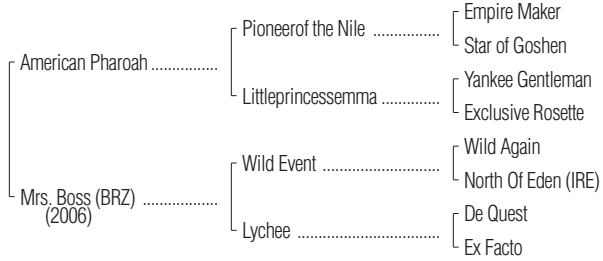 Empire Maker
Pioneerof the Nile ................
Star of Goshen
American Pharoah ................
Yankee Gentleman
Littleprincessemma ..............
Exclusive Rosette
Wild Again
Wild Event ............................
North Of Eden (IRE)
Mrs. Boss (BRZ) ..................
(2006)
De Quest
Lychee ..................................
Ex Facto